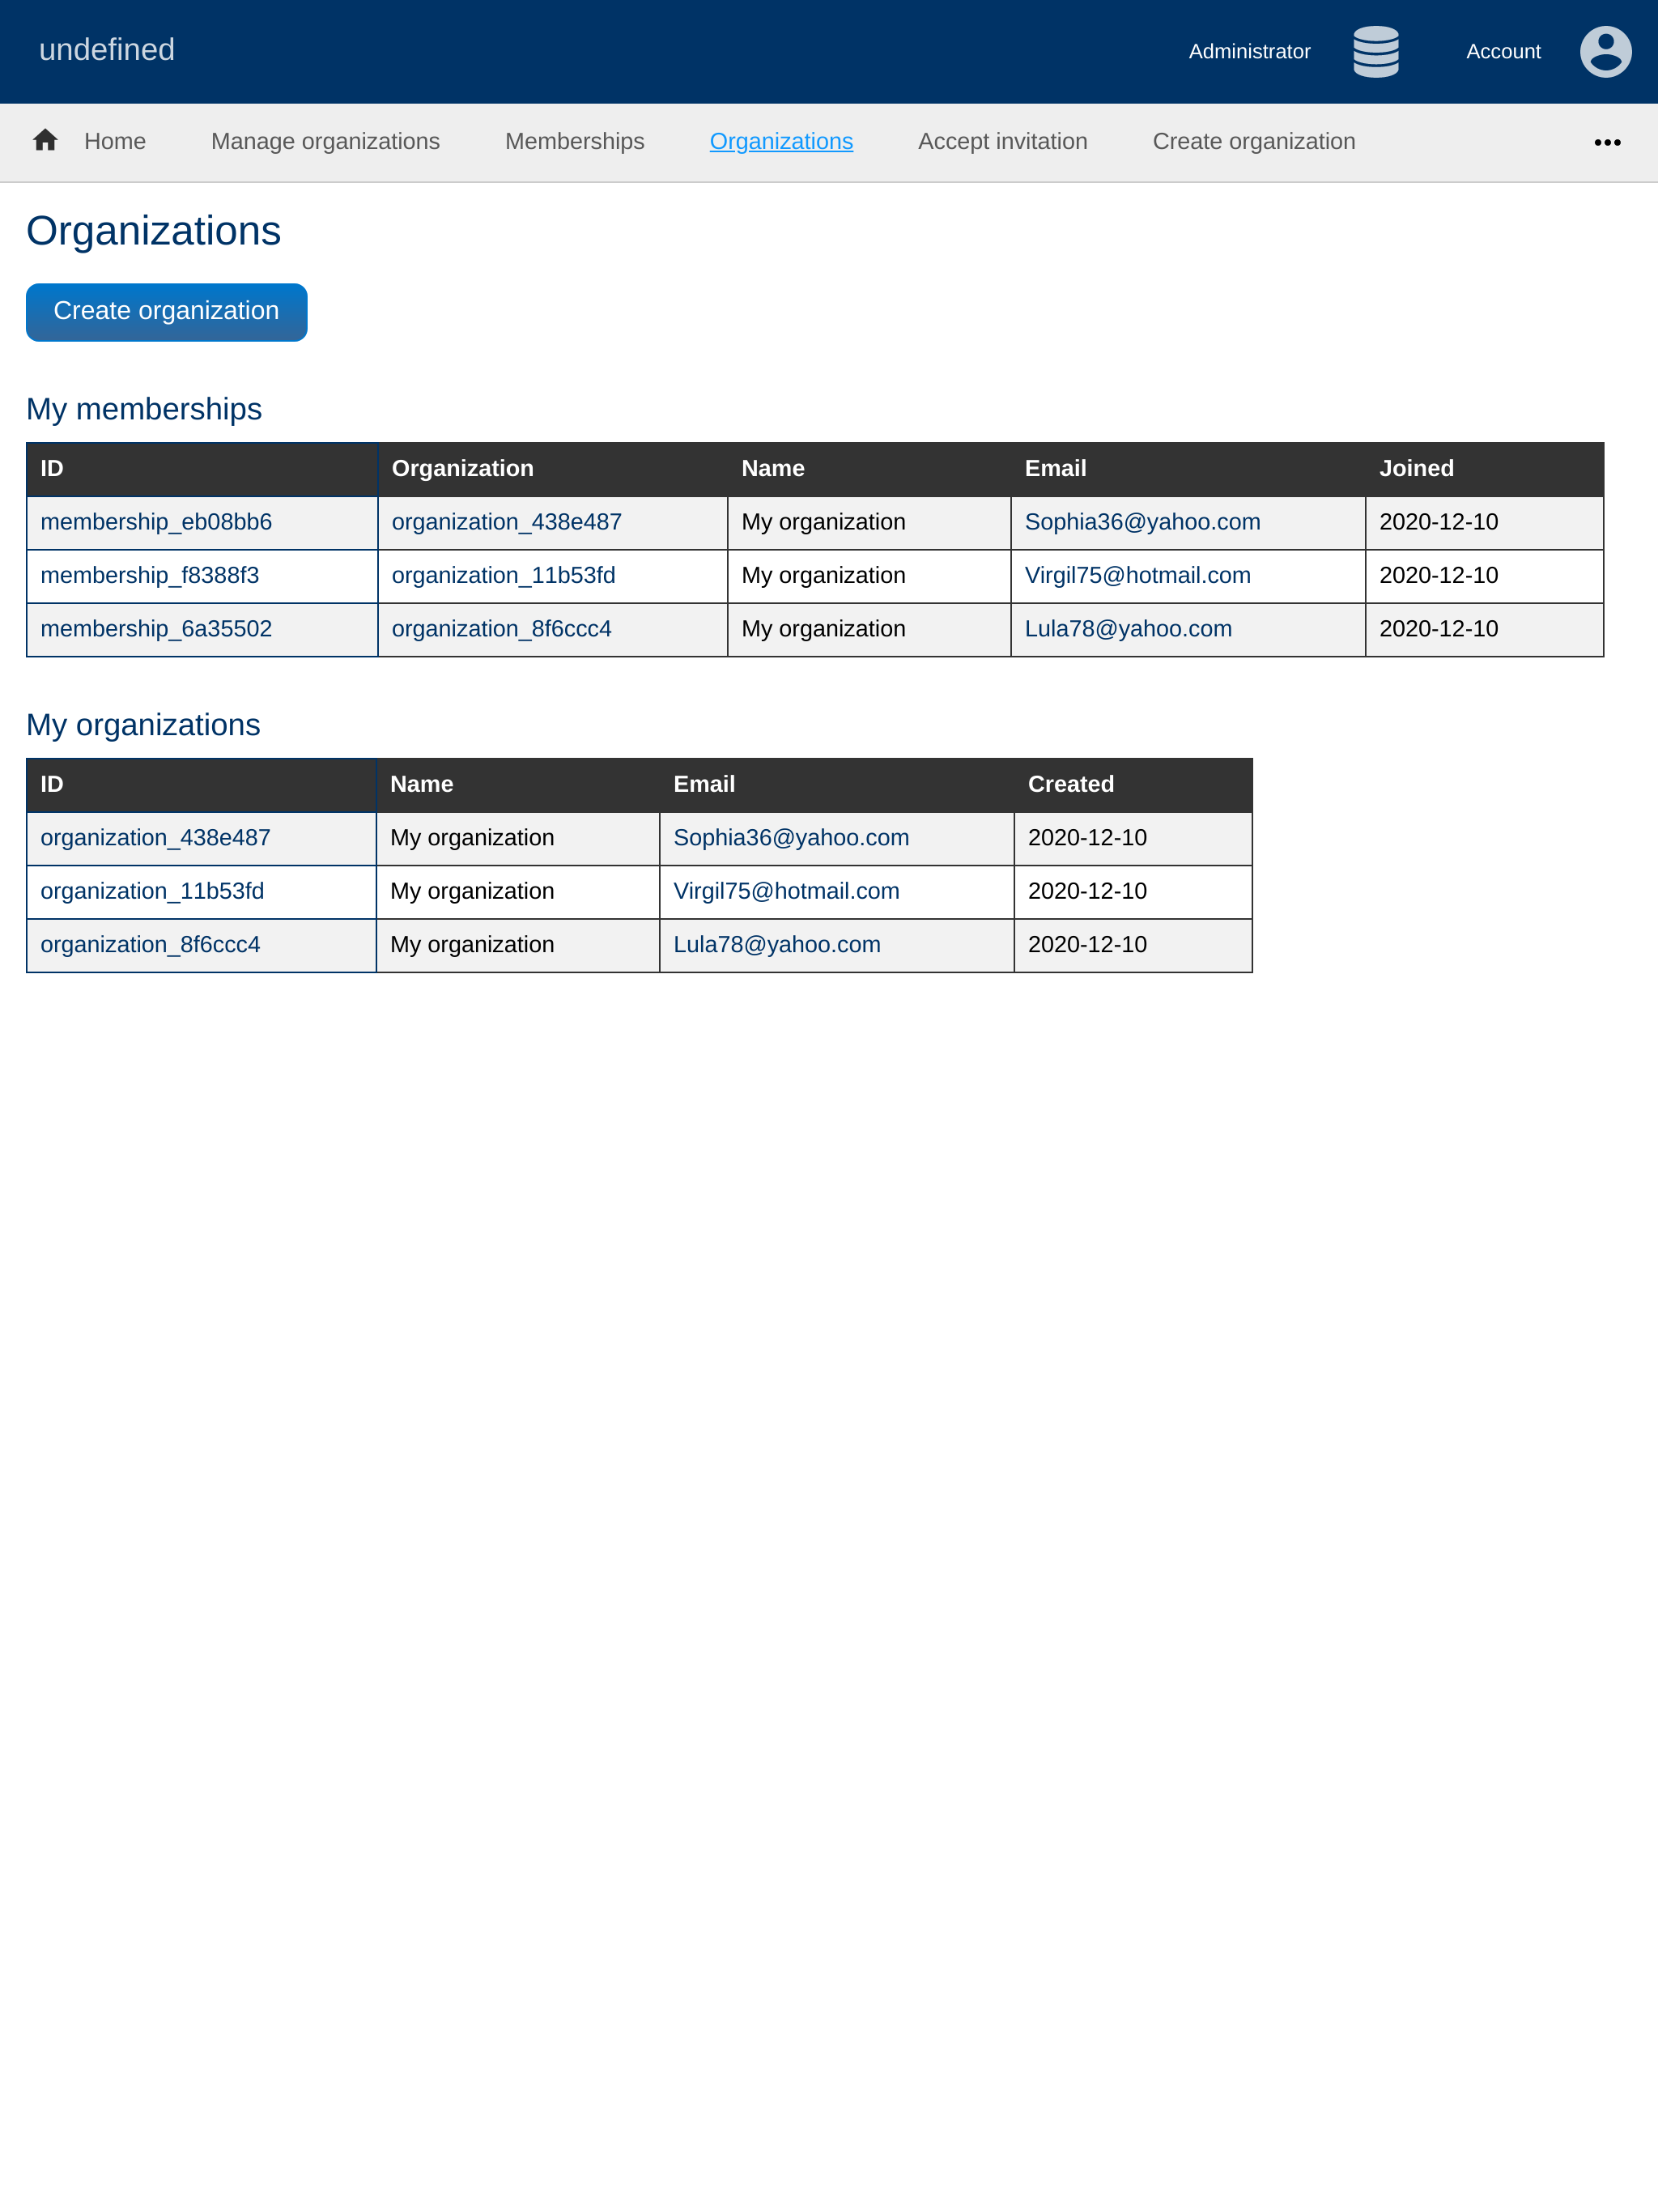 undefined Administrator Account
Home Manage organizations Memberships Organizations Accept invitation Create organization
Organizations
Create organization
My memberships
ID Organization Name Email Joined
membership_eb08bb6 organization_438e487 My organization Sophia36@yahoo.com 2020-12-10
membership_f8388f3 organization_11b53fd My organization Virgil75@hotmail.com 2020-12-10
membership_6a35502 organization_8f6ccc4 My organization Lula78@yahoo.com 2020-12-10
My organizations
ID Name Email Created
organization_438e487 My organization Sophia36@yahoo.com 2020-12-10
organization_11b53fd My organization Virgil75@hotmail.com 2020-12-10
organization_8f6ccc4 My organization Lula78@yahoo.com 2020-12-10